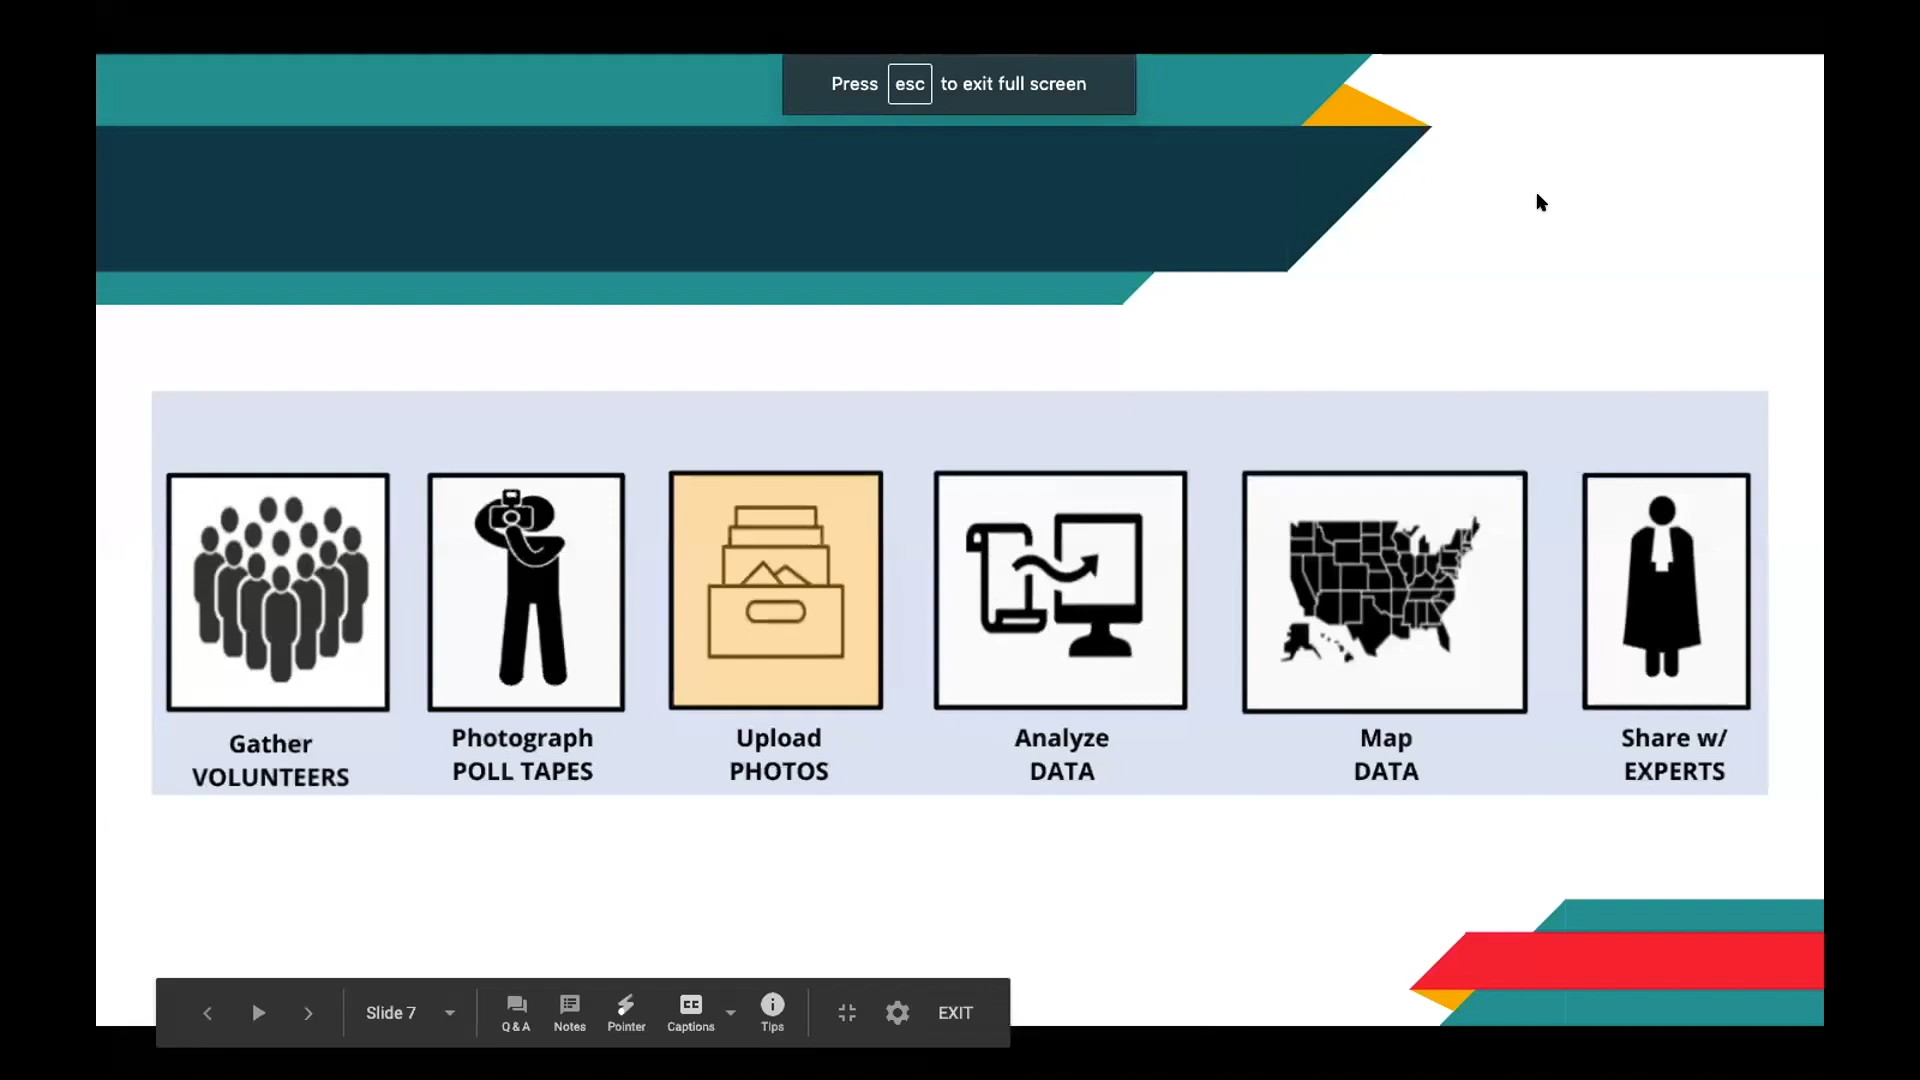 Press esc to exit full screen
Gather
VOLUNTEERS
Photograph
POLL TAPES
Upload
PHOTOS
Analyze
DATA
Map
DATA
Share w/
EXPERTS
Slide 7
Q & A
Notes
Pointer
CC
Captions
Tips
EXIT